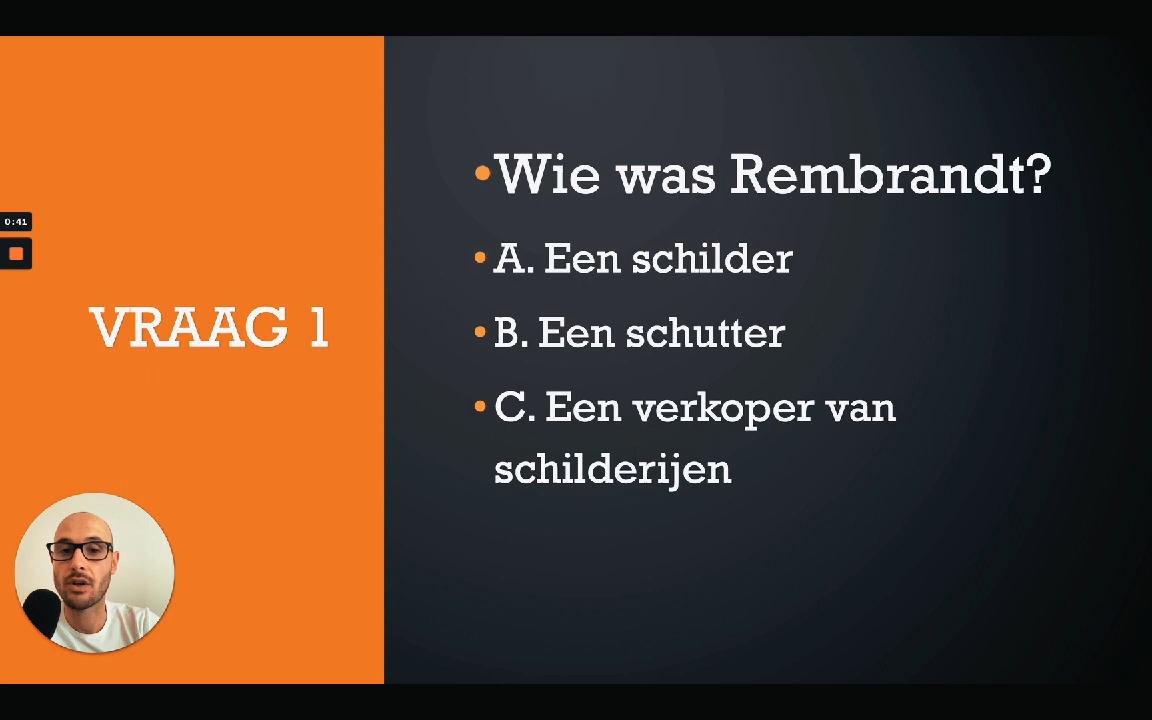 0:41
VRAAG 1
•Wie was Rembrandt?
• A. Een schilder
• B. Een schutter
• C. Een verkoper van
schilderijen